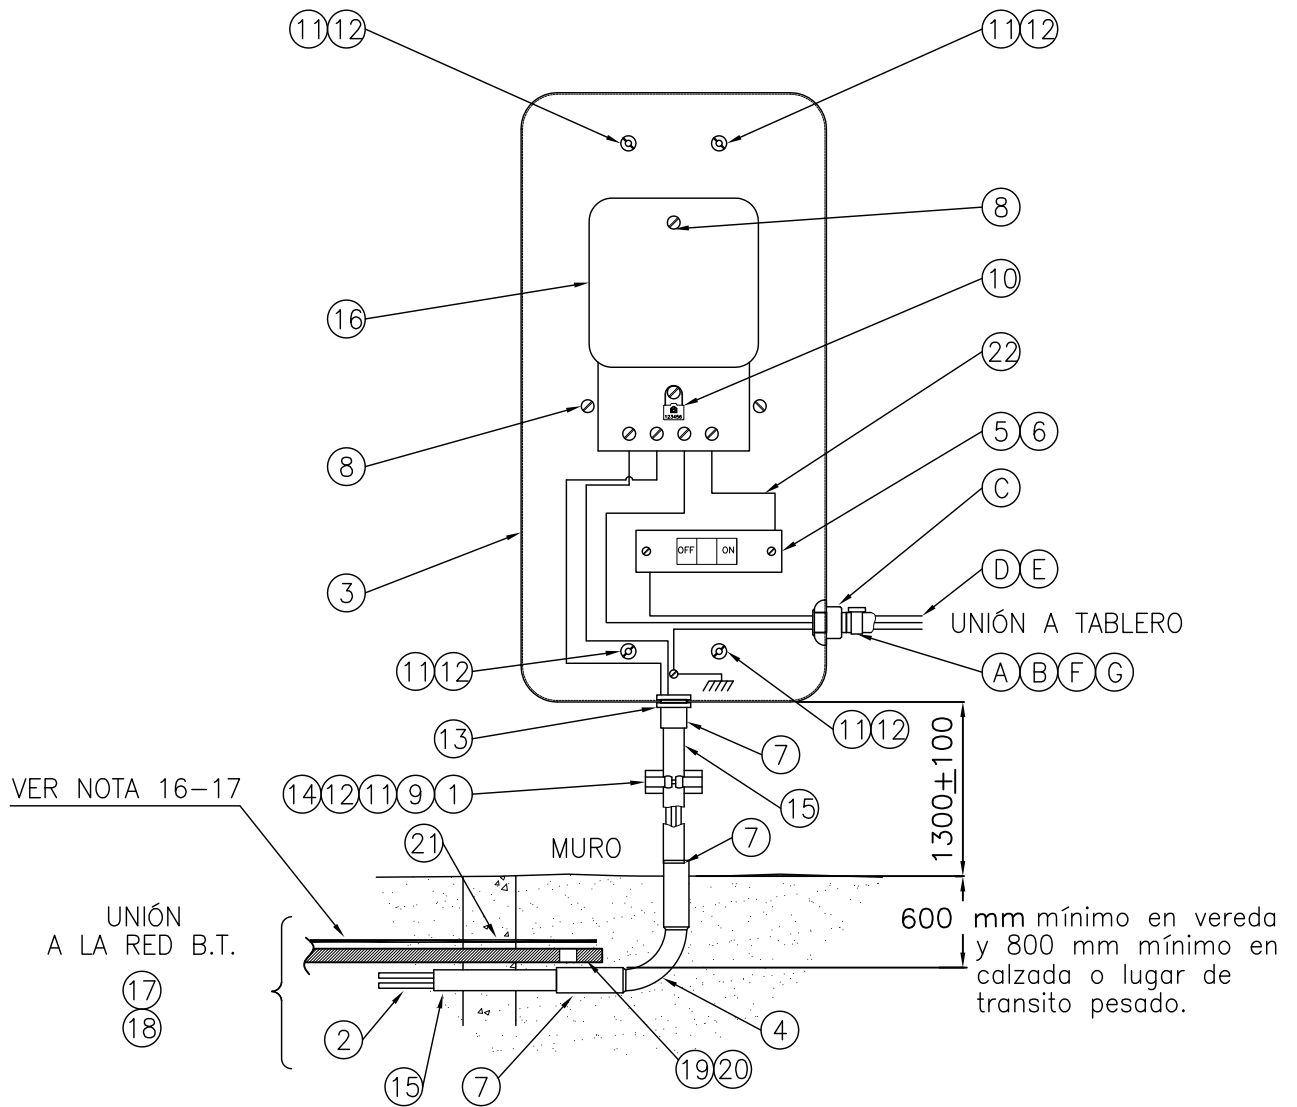 11 12
11 12
8
10
16
22
123456
5 6
8
C
OFF ON
D E
3
UNIÓN A TABLERO
11 12
A B F G
13
7
11 12
VER NOTA 16-17
14 12 11 9 1
15
1300±100
21
MURO
7
UNIÓN
A LA RED B.T.
17
18
600 mm mínimo en vereda
y 800 mm mínimo en
calzada o lugar de
transito pesado.
2
4
15
7
19 20